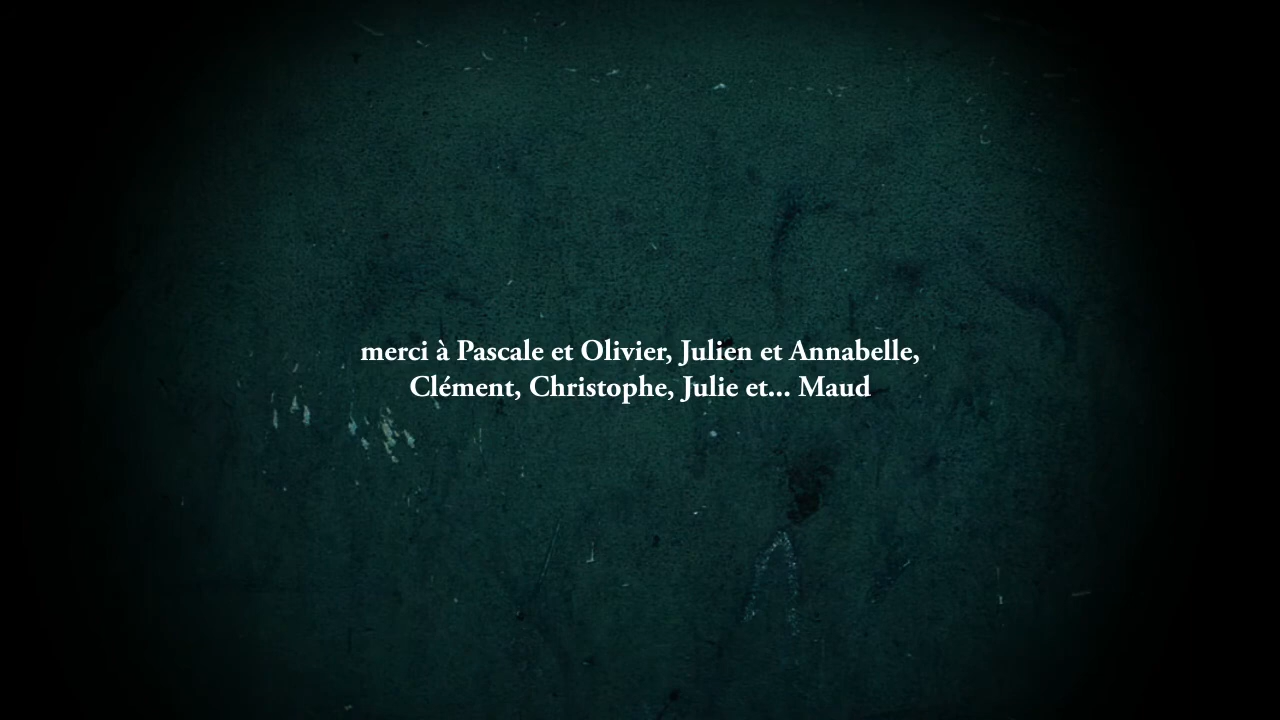 merci à Pascale et Olivier, Julien et Annabelle,
Clément, Christophe, Julie et... Maud